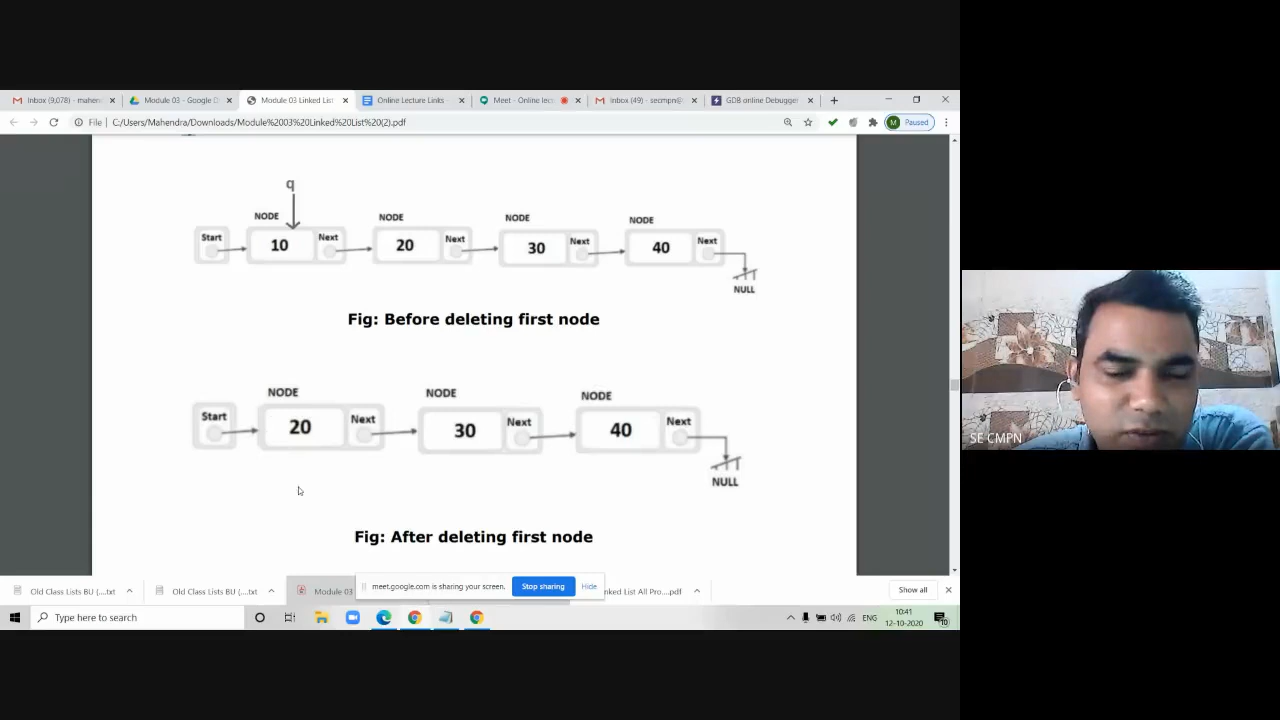 Inbox (9,078) - mahen
Module 03 - Google D
Module 03 Linked List
Online Lecture Links
Meet - Online lec
Inbox (49) - secmpn@
GDB online Debugger
File
C:/Users/Mahendra/Downloads/Module%2003%20Linked%20List%20(2).pdf
M
Paused
q
NODE
NODE
NODE
NODE
Start
10
Next
20
Next
30
Next
40
Next
NULL
Fig: Before deleting first node
NODE
NODE
NODE
Start
20
Next
30
Next
40
Next
NULL
SE CMPN
Fig: After deleting first node
Old Class Lists BU (....txt
Old Class Lists BU (....txt
Module 03
meet.google.com is sharing your screen.
Stop sharing
Hide
nked List All Pro....pdf
Show all
Type here to search
ENG
10:41
12-10-2020
10